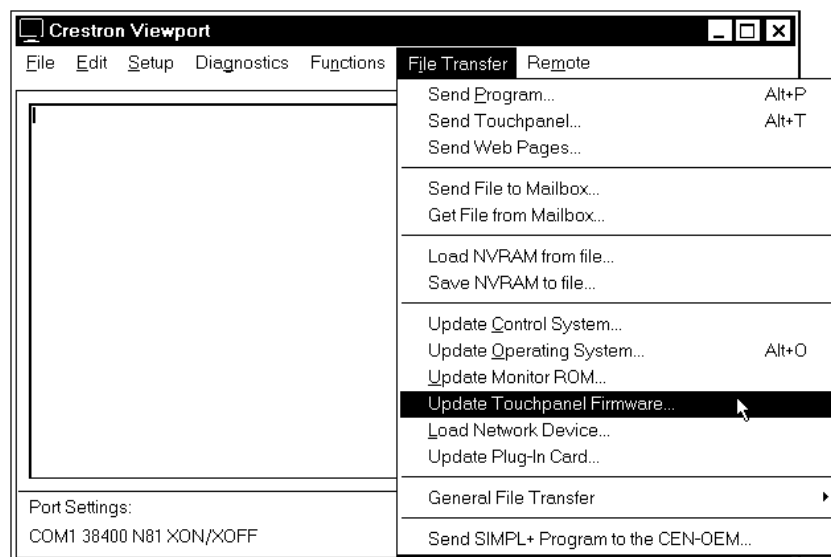 Crestron Viewport
File Edit Setup Diagnostics Functions File Transfer Remote
Send Program... Alt+P
Send Touchpanel... Alt+T
Send Web Pages...
Send File to Mailbox...
Get File from Mailbox...
Load NVRAM from file...
Save NVRAM to file...
Update Control System...
Update Operating System... Alt+O
Update Monitor ROM...
Update Touchpanel Firmware...
Load Network Device...
Update Plug-In Card...
General File Transfer
Send SIMPL+ Program to the CEN-OEM...
Port Settings:
COM1 38400 N81 XON/XOFF